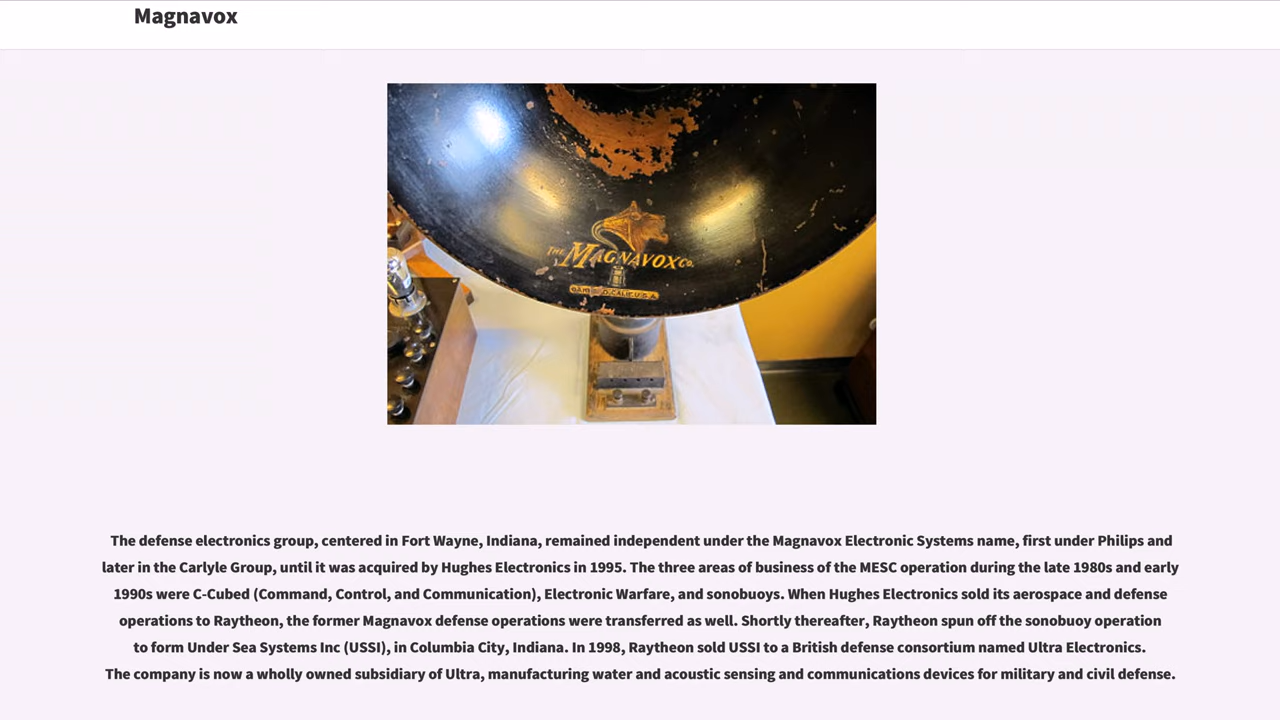 Magnavox
THE MAGNAVOX CO.
The defense electronics group, centered in Fort Wayne, Indiana, remained independent under the Magnavox Electronic Systems name, first under Philips and
later in the Carlyle Group, until it was acquired by Hughes Electronics in 1995. The three areas of business of the MESC operation during the late 1980s and early
1990s were C-Cubed (Command, Control, and Communication), Electronic Warfare, and sonobuoys. When Hughes Electronics sold its aerospace and defense
operations to Raytheon, the former Magnavox defense operations were transferred as well. Shortly thereafter, Raytheon spun off the sonobuoy operation
to form Under Sea Systems Inc (USSI), in Columbia City, Indiana. In 1998, Raytheon sold USSI to a British defense consortium named Ultra Electronics.
The company is now a wholly owned subsidiary of Ultra, manufacturing water and acoustic sensing and communications devices for military and civil defense.